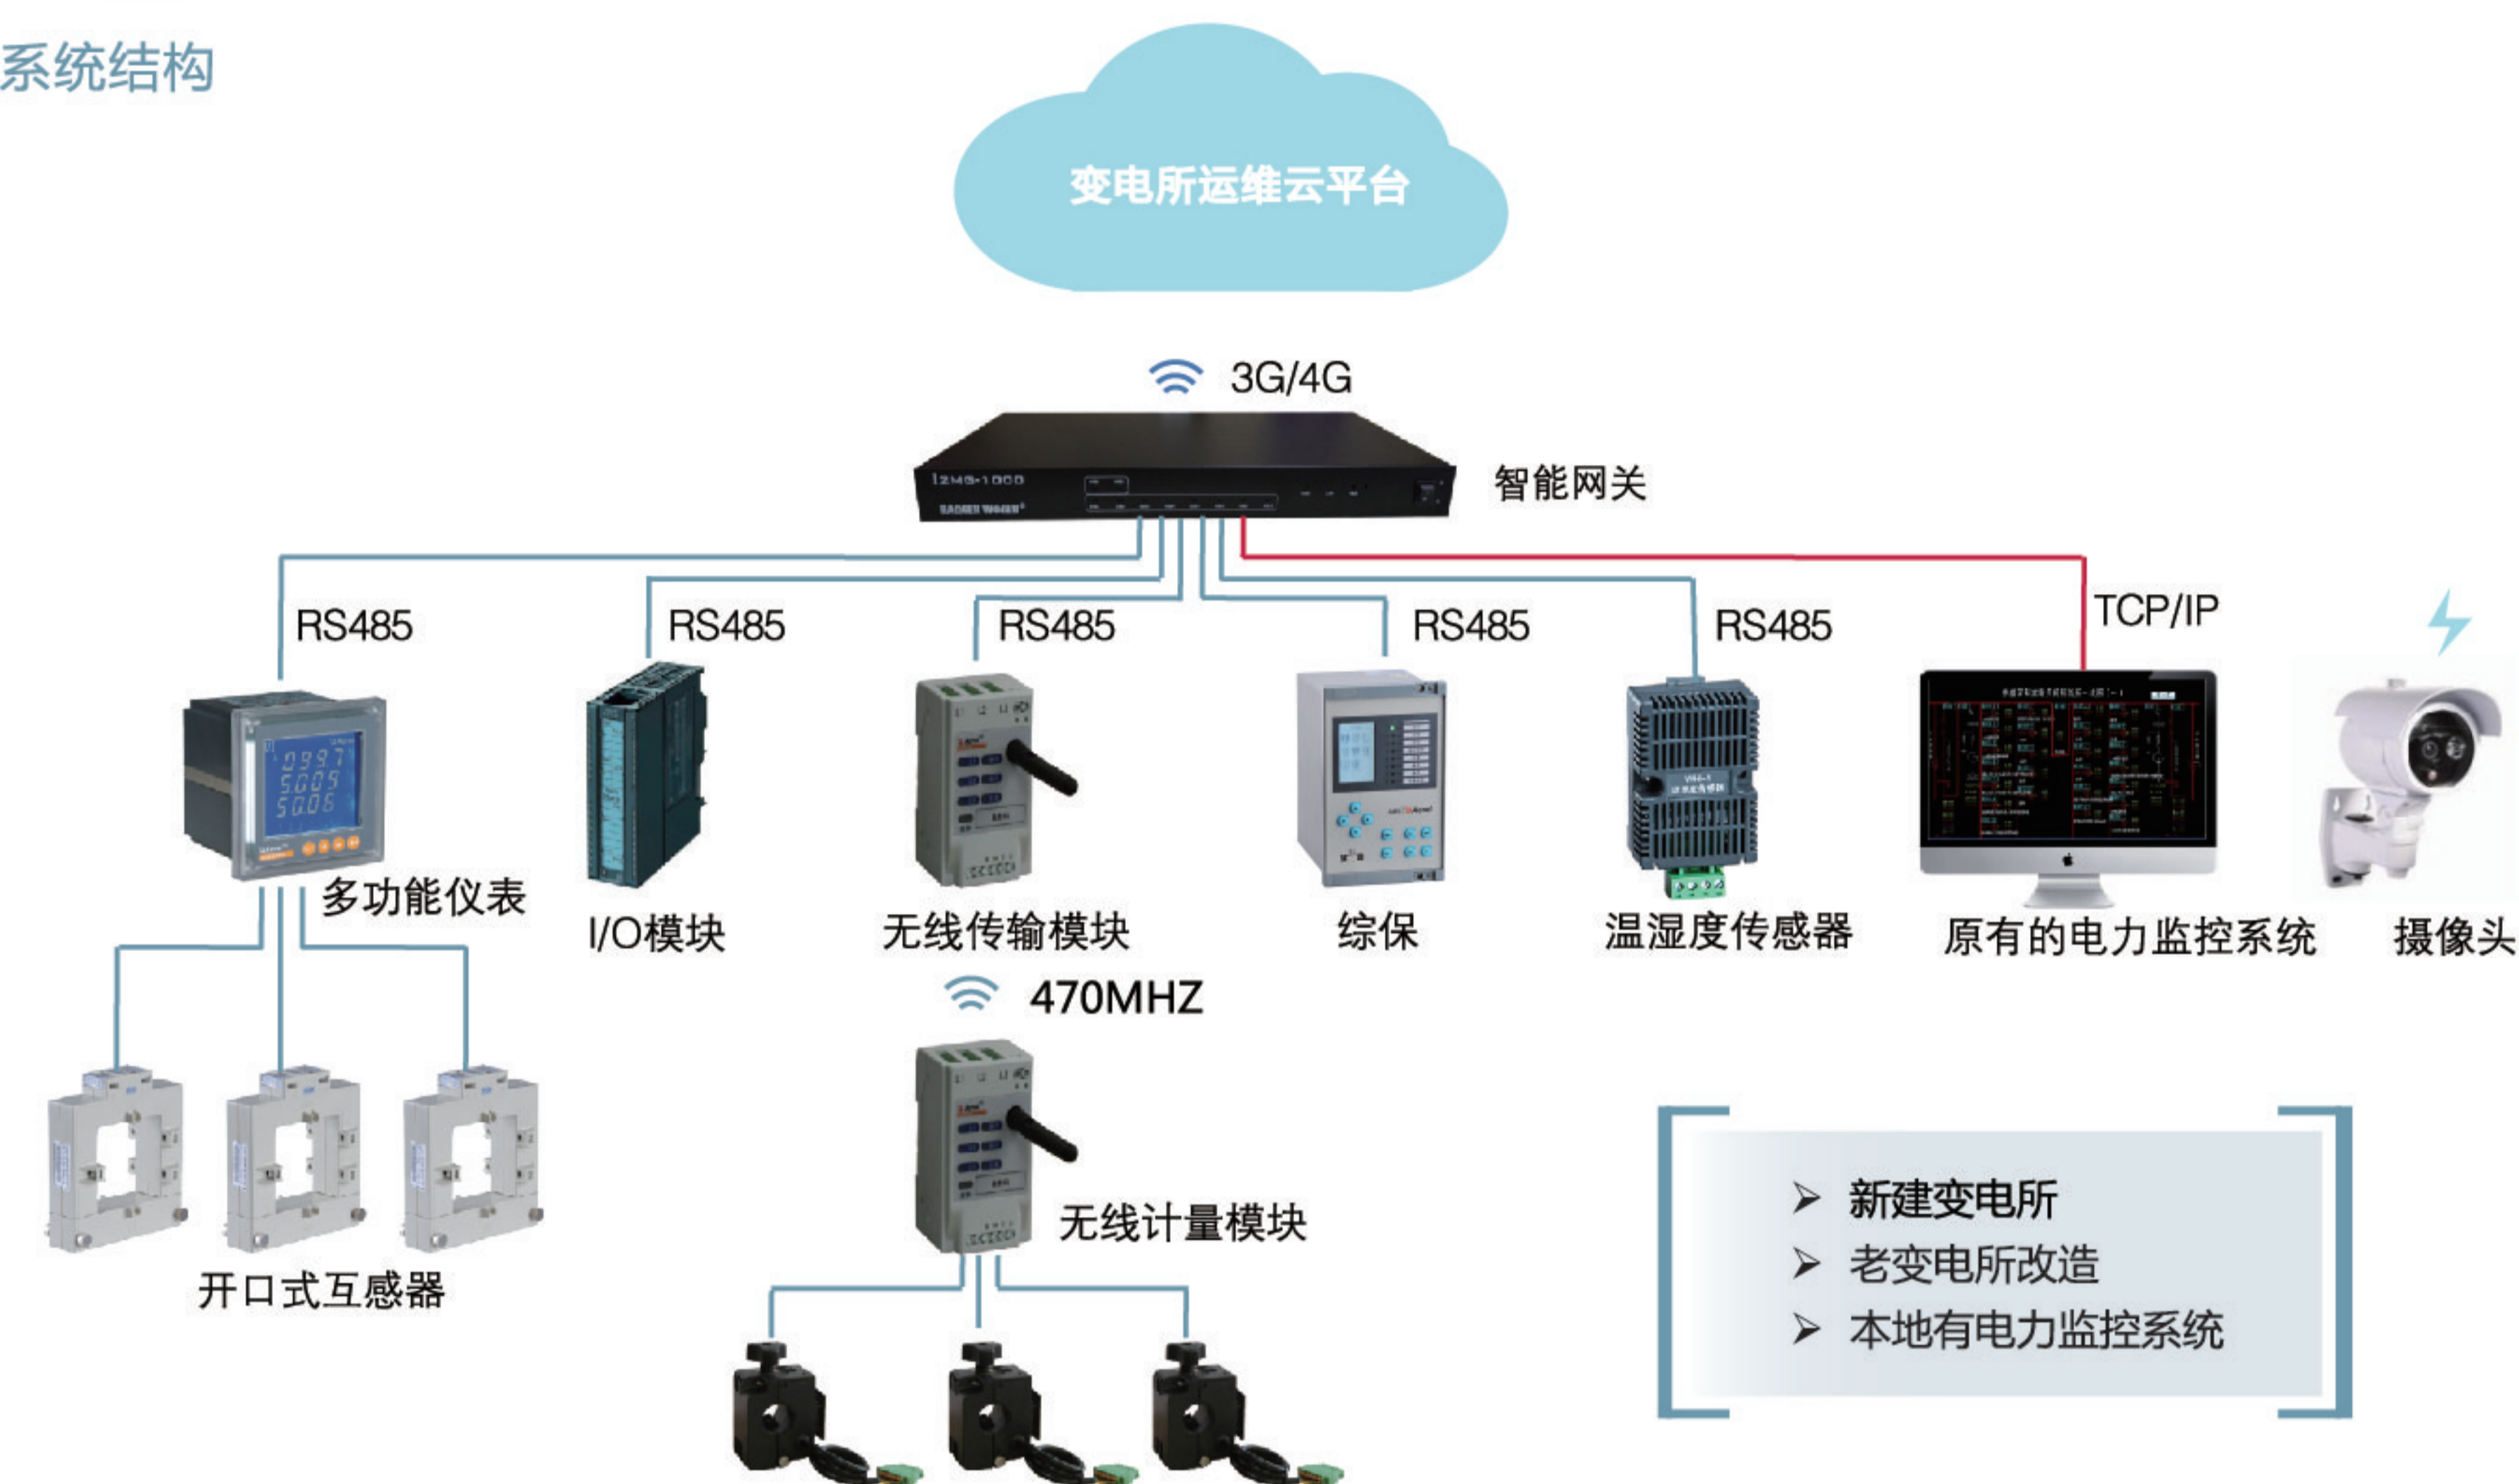 系统结构
变电所运维云平台
3G/4G
智能网关
RS485
RS485
RS485
RS485
RS485
TCP/IP
多功能仪表
I/O模块
无线传输模块
综保
温湿度传感器
原有的电力监控系统
摄像头
470MHZ
无线计量模块
开口式互感器
➢ 新建变电所
➢ 老变电所改造
➢ 本地有电力监控系统